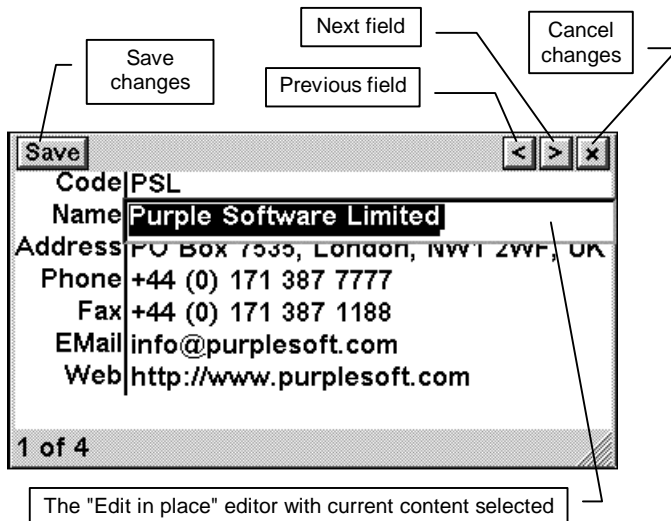 Next field
Cancel
changes
Save
changes
Previous field
Save < > x
Code PSL
Name Purple Software Limited
Address PO Box 7535, London, NW1 2WF, UK
Phone +44 (0) 171 387 7777
Fax +44 (0) 171 387 1188
EMail info@purplesoft.com
Web http://www.purplesoft.com
1 of 4
The "Edit in place" editor with current content selected